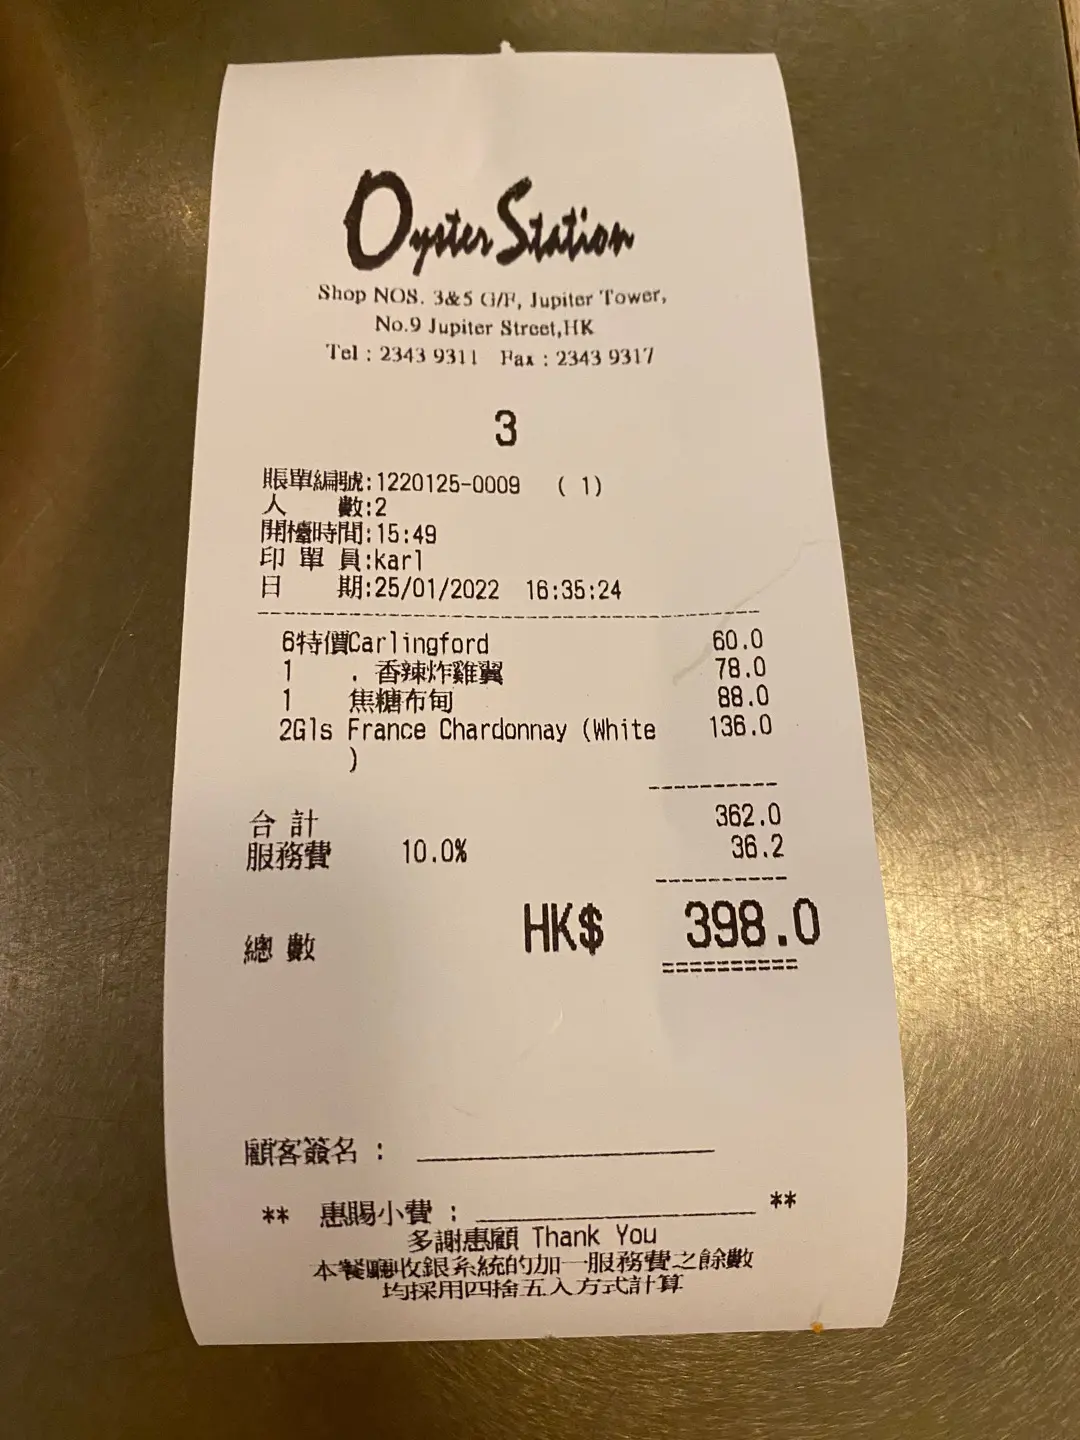 Oyster Station
Shop NOS. 3&5 G/F, Jupiter Tower,
No.9 Jupiter Street,HK
Tel : 2343 9311 Fax : 2343 9317
3
賬單編號:1220125-0009 ( 1)
人 數:2
開檯時間:15:49
印 單 員:karl
日 期:25/01/2022 16:35:24
6特價Carlingford 60.0
1 . 香辣炸雞翼 78.0
1 焦糖布甸 88.0
2Gls France Chardonnay (White 136.0
)
合 計 362.0
服務費 10.0% 36.2
總 數 HK$ 398.0
顧客簽名 :
** 惠賜小費 : **
多謝惠顧 Thank You
本餐廳收銀系統的加一服務費之餘數
均採用四捨五入方式計算